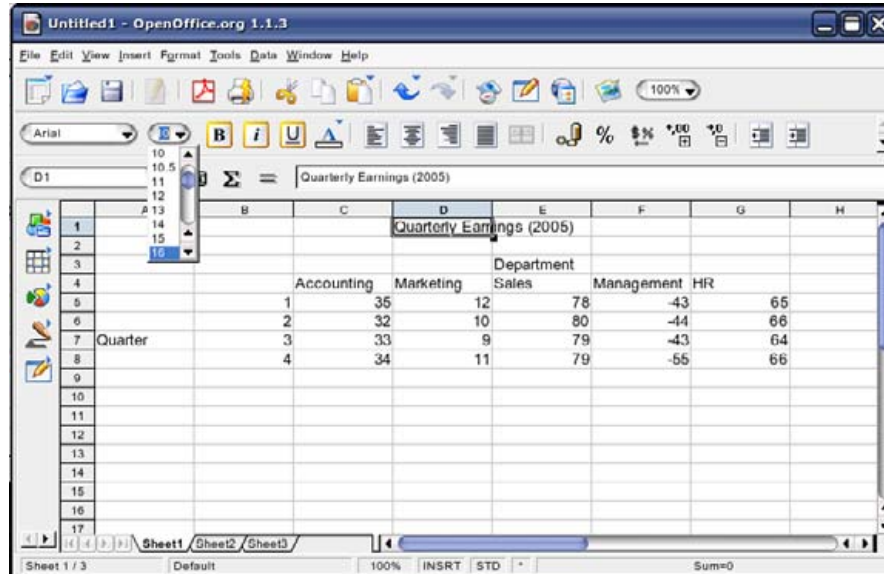 Untitled1 - OpenOffice.org 1.1.3
File Edit View Insert Format Tools Data Window Help
100%
Arial
B i U A % $% +,00 +,0
10
10.5
11
12
13
14
15
16
D1 Σ = Quarterly Earnings (2005)
A B C D E F G H
1 Quarterly Earnings (2005)
2
3 Department
4 Accounting Marketing Sales Management HR
5 1 35 12 78 -43 65
6 2 32 10 80 -44 66
7 Quarter 3 33 9 79 -43 64
8 4 34 11 79 -55 66
9
10
11
12
13
14
15
16
17
Sheet1 Sheet2 Sheet3
Sheet 1 / 3 Default 100% INSRT STD * Sum=0